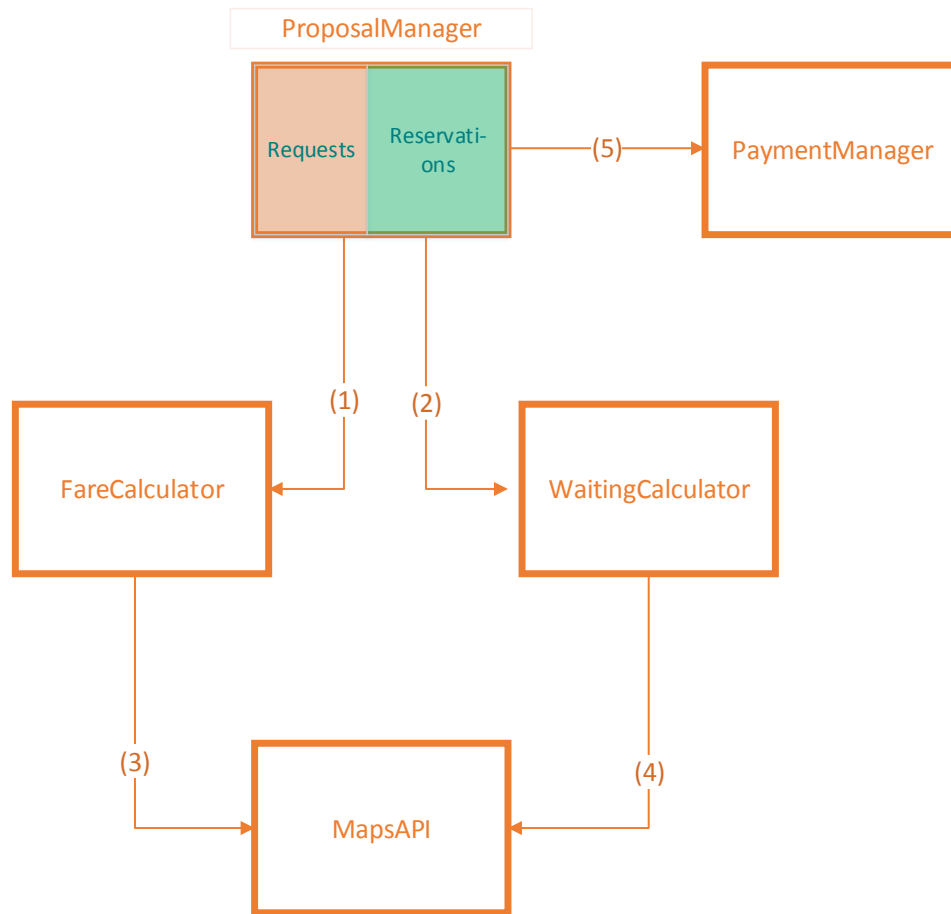 ProposalManager
Requests
Reservati-
ons
(5)
PaymentManager
(1)
(2)
FareCalculator
WaitingCalculator
(3)
(4)
MapsAPI